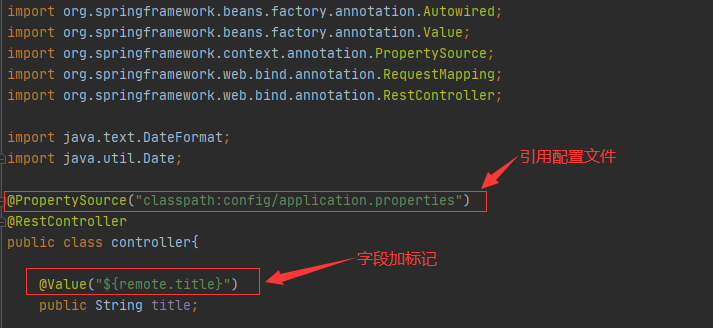 import org.springframework.beans.factory.annotation.Autowired;
import org.springframework.beans.factory.annotation.Value;
import org.springframework.context.annotation.PropertySource;
import org.springframework.web.bind.annotation.RequestMapping;
import org.springframework.web.bind.annotation.RestController;
import java.text.DateFormat;
import java.util.Date;
引用配置文件
@PropertySource("classpath:config/application.properties")
@RestController
public class controller{
字段加标记
@Value("${remote.title}")
public String title;